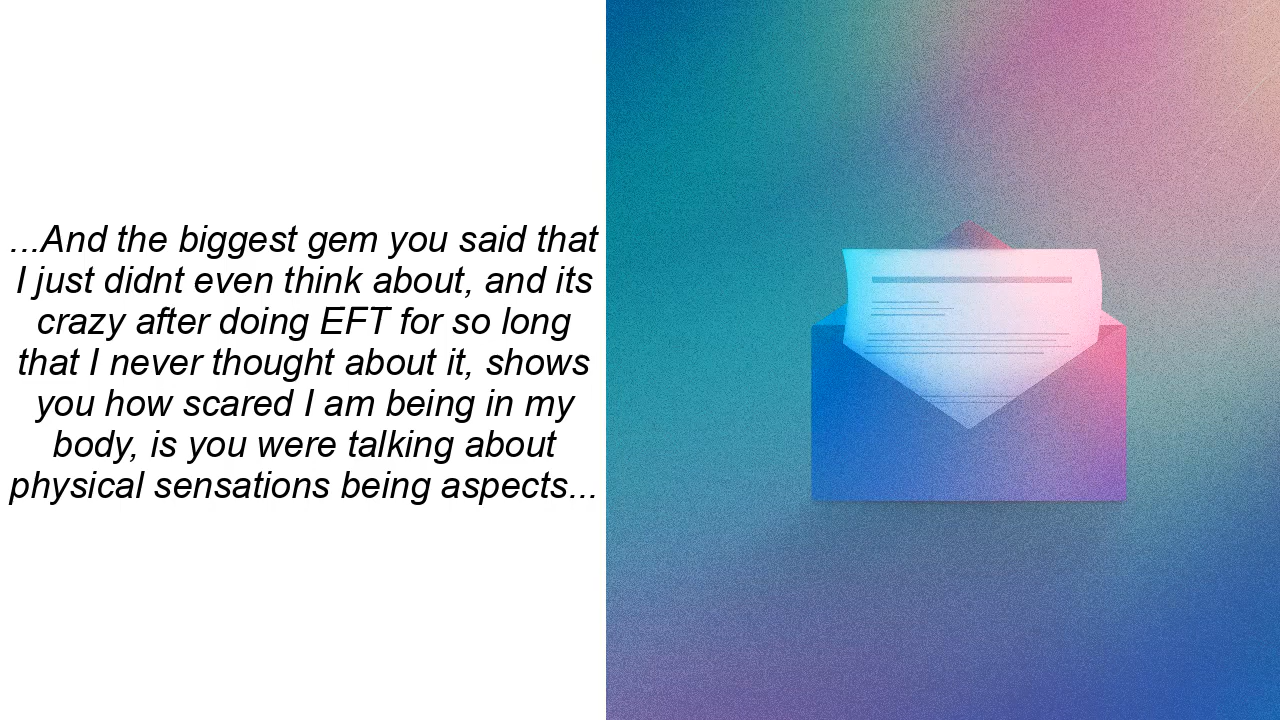 ...And the biggest gem you said that
I just didnt even think about, and its
crazy after doing EFT for so long
that I never thought about it, shows
you how scared I am being in my
body, is you were talking about
physical sensations being aspects...